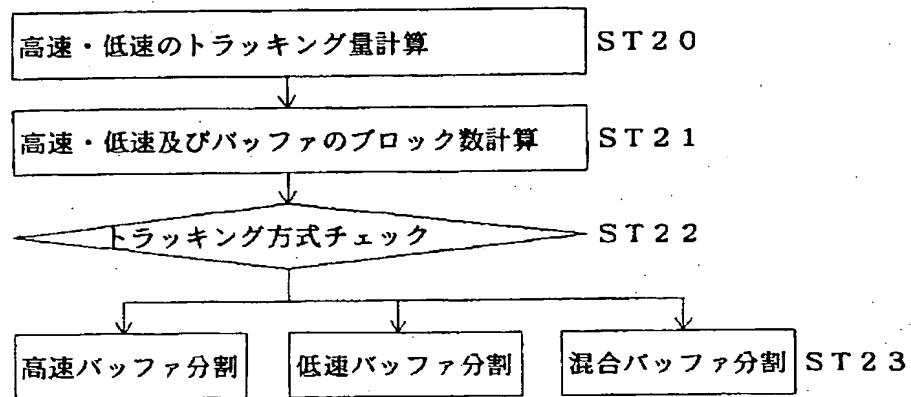 高速・低速のトラッキング量計算 ST20
高速・低速及びバッファのブロック数計算 ST21
トラッキング方式チェック ST22
高速バッファ分割 低速バッファ分割 混合バッファ分割 ST23